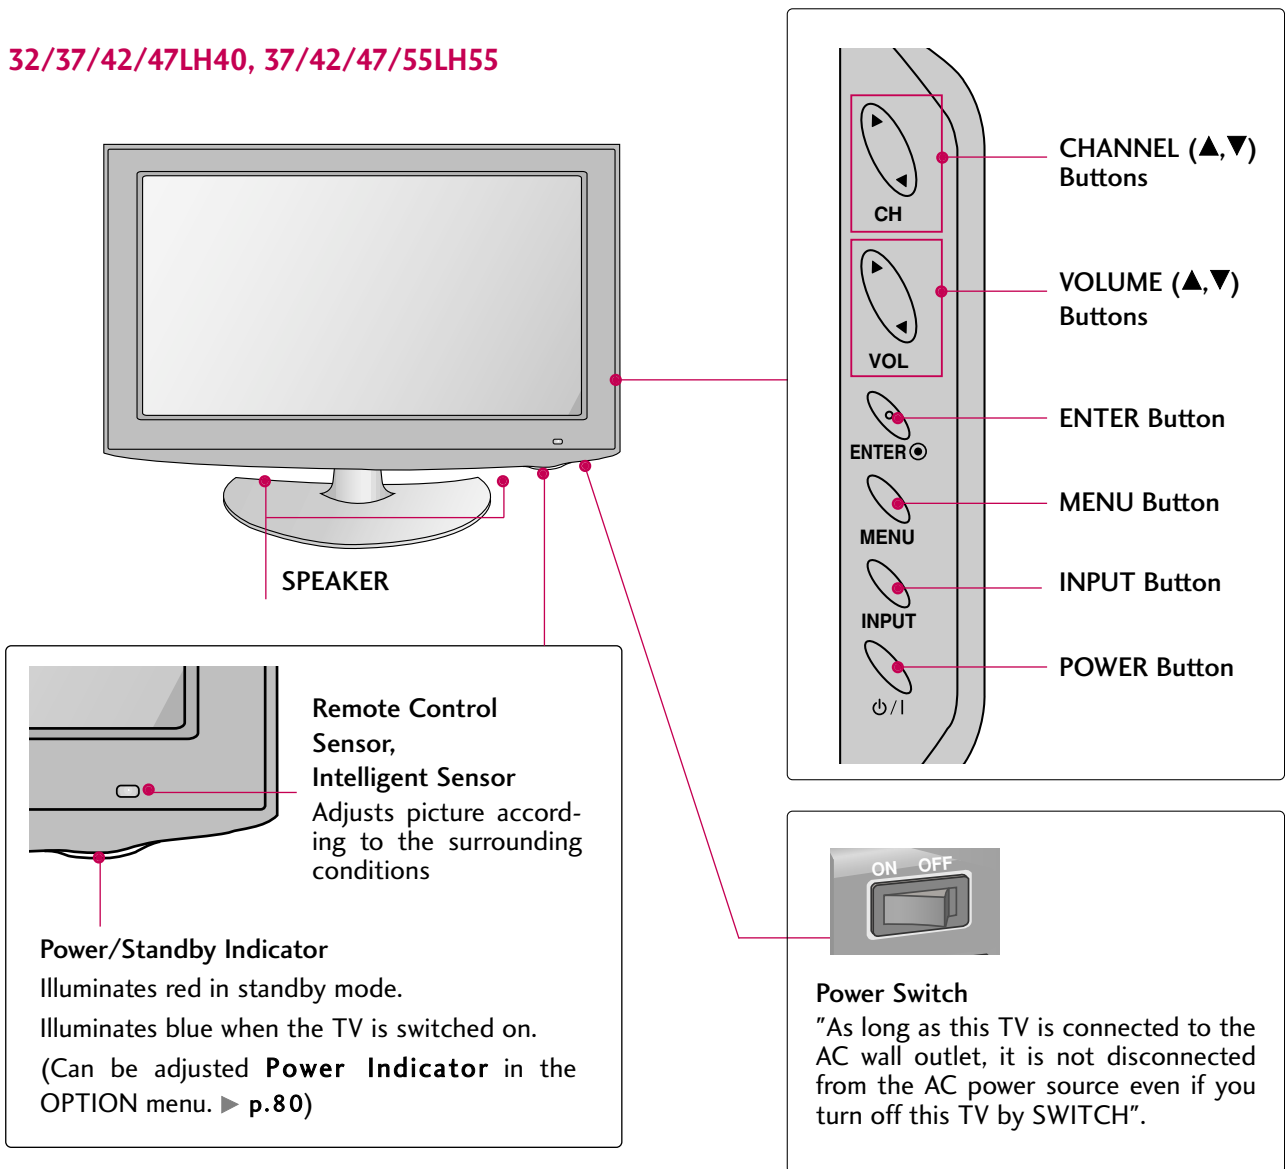 32/37/42/47LH40, 37/42/47/55LH55
SPEAKER
CH
VOL
ENTER
MENU
INPUT
⏻/I
CHANNEL (▲,▼)
Buttons
VOLUME (▲,▼)
Buttons
ENTER Button
MENU Button
INPUT Button
POWER Button
Remote Control
Sensor,
Intelligent Sensor
Adjusts picture accord-
ing to the surrounding
conditions
Power/Standby Indicator
Illuminates red in standby mode.
Illuminates blue when the TV is switched on.
(Can be adjusted Power Indicator in the
OPTION menu. ► p.80)
ON OFF
Power Switch
"As long as this TV is connected to the
AC wall outlet, it is not disconnected
from the AC power source even if you
turn off this TV by SWITCH".